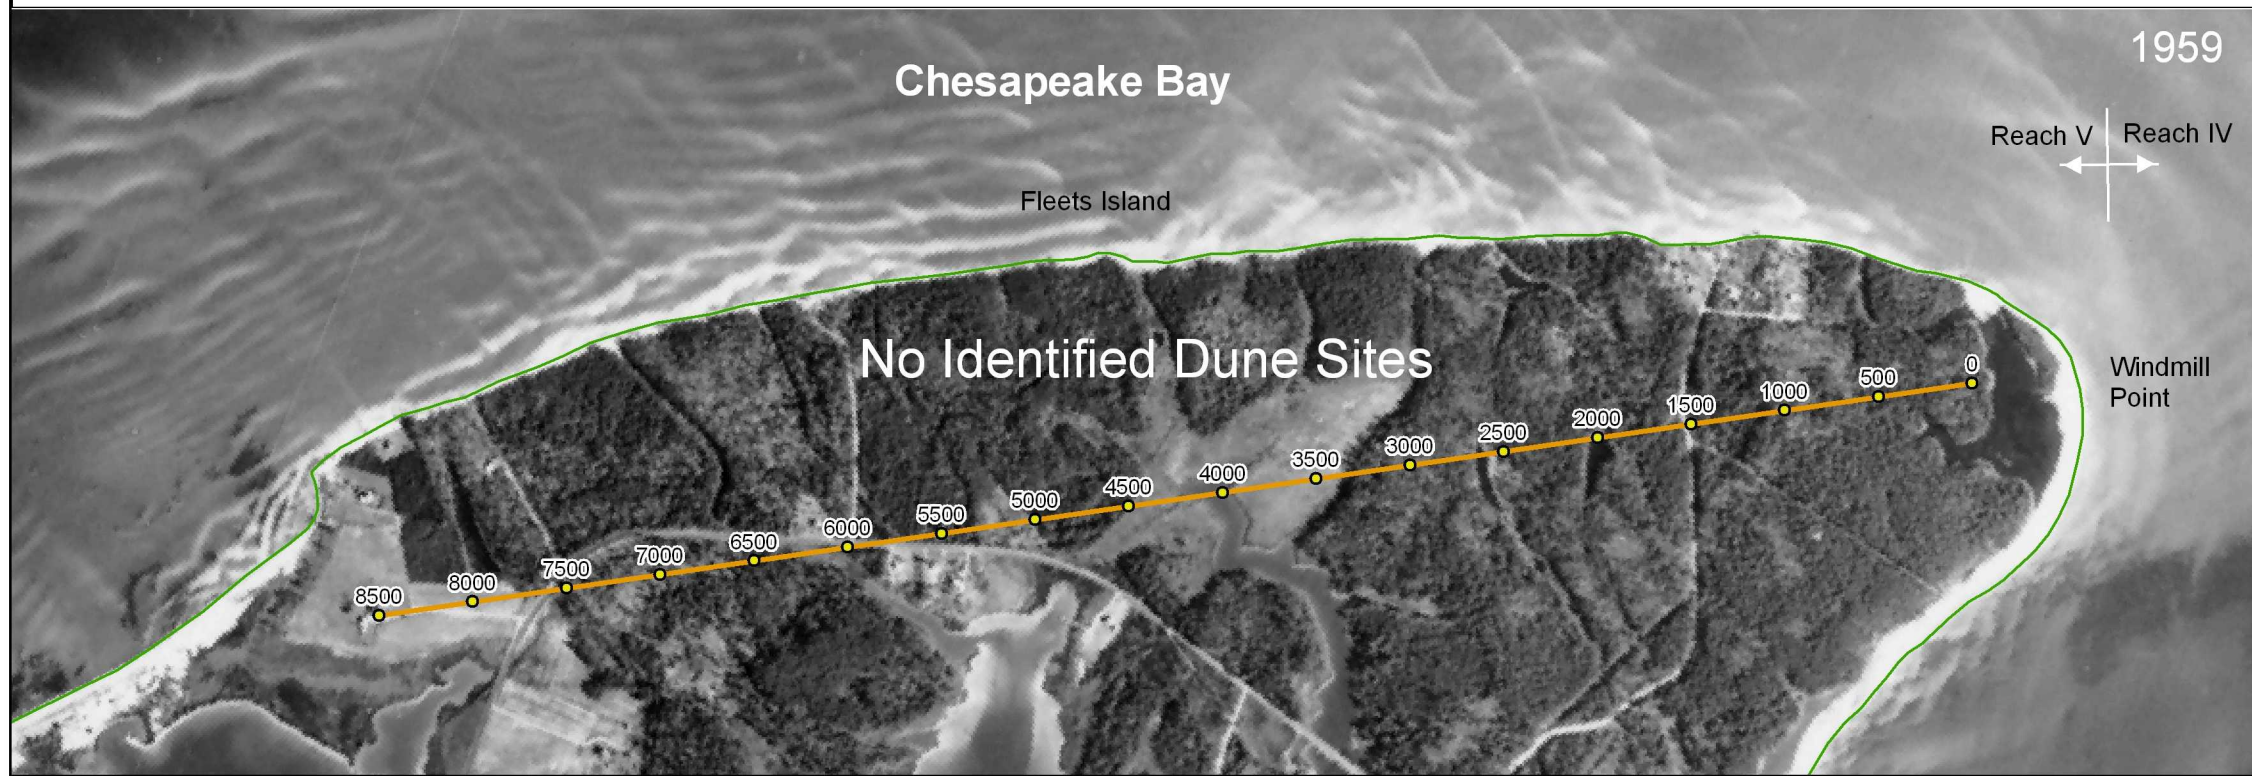 1959
Chesapeake Bay
Reach V
Reach IV
Fleets Island
No Identified Dune Sites
Windmill
Point
0
500
1000
1500
2000
2500
3000
3500
4000
4500
5000
5500
6000
6500
7000
7500
8000
8500